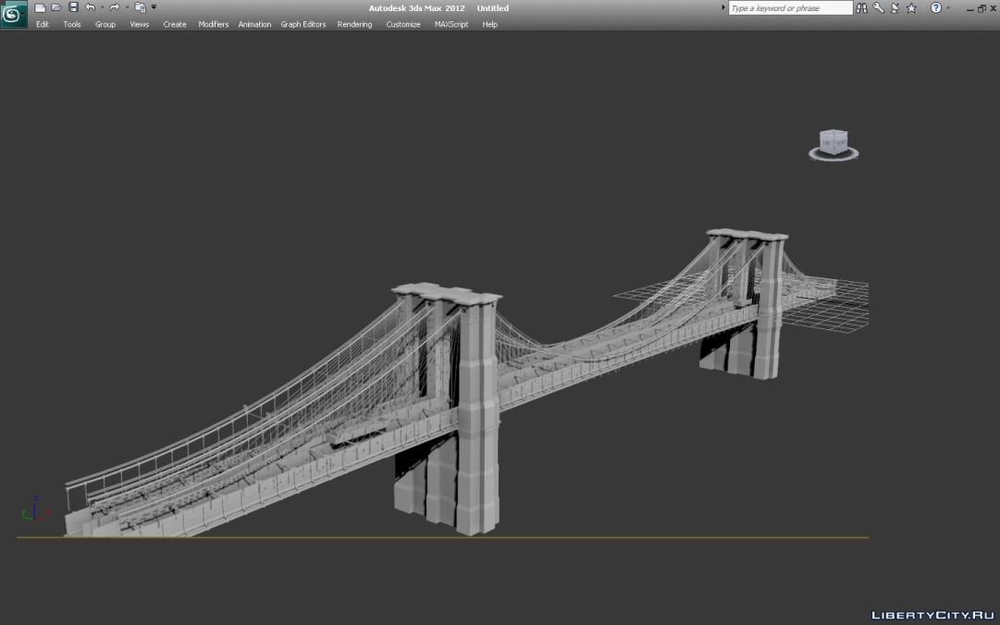 Autodesk 3ds Max 2012 Untitled
Type a keyword or phrase
Edit Tools Group Views Create Modifiers Animation Graph Editors Rendering Customize MAXScript Help
LibertyCity.Ru